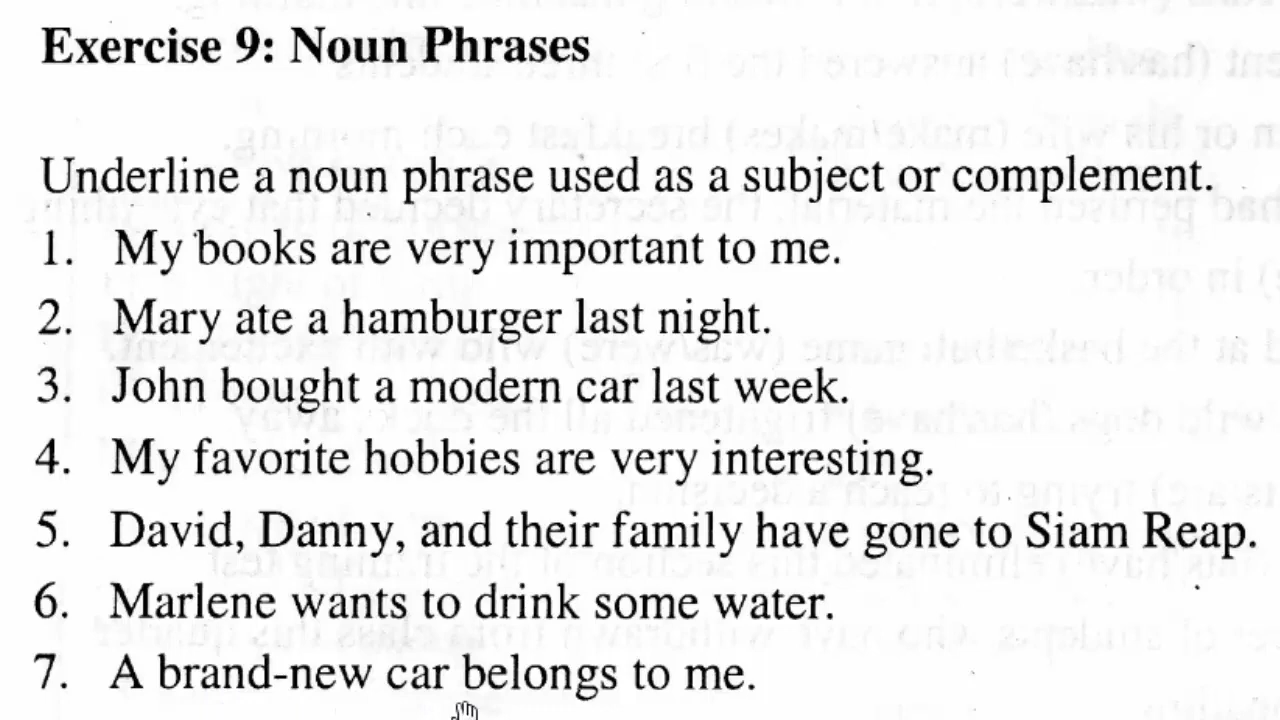 Exercise 9: Noun Phrases
Underline a noun phrase used as a subject or complement.
1. My books are very important to me.
2. Mary ate a hamburger last night.
3. John bought a modern car last week.
4. My favorite hobbies are very interesting.
5. David, Danny, and their family have gone to Siam Reap.
6. Marlene wants to drink some water.
7. A brand-new car belongs to me.